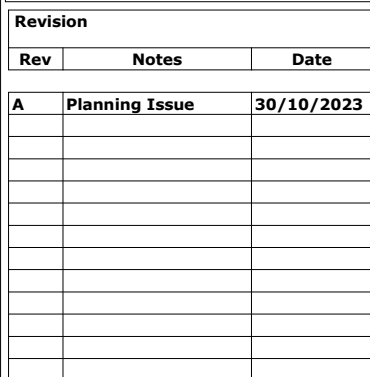 Revision
Rev Notes Date
A Planning Issue 30/10/2023